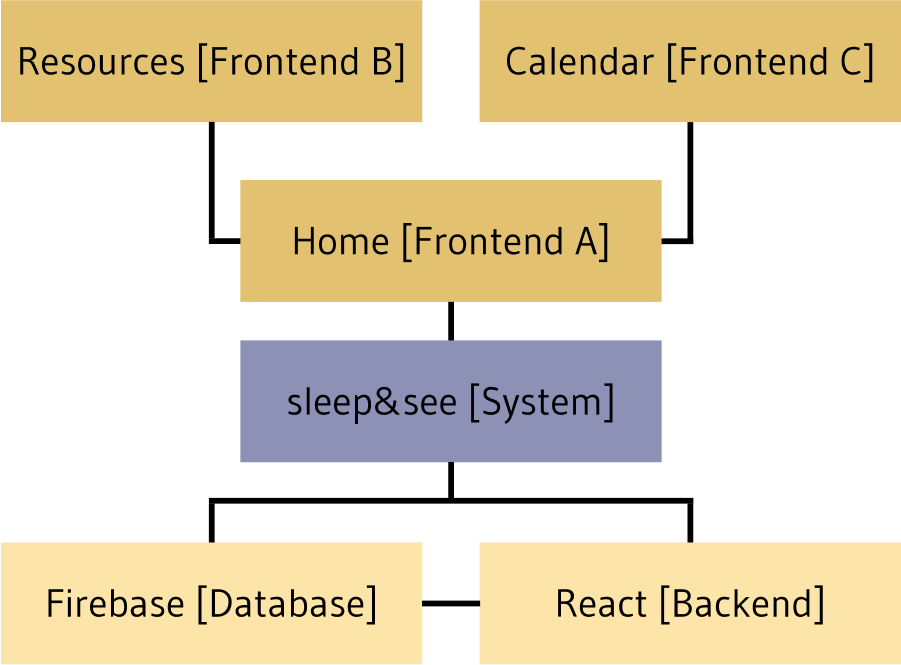 Resources [Frontend B]
Calendar [Frontend C]
Home [Frontend A]
sleep&see [System]
Firebase [Database]
React [Backend]